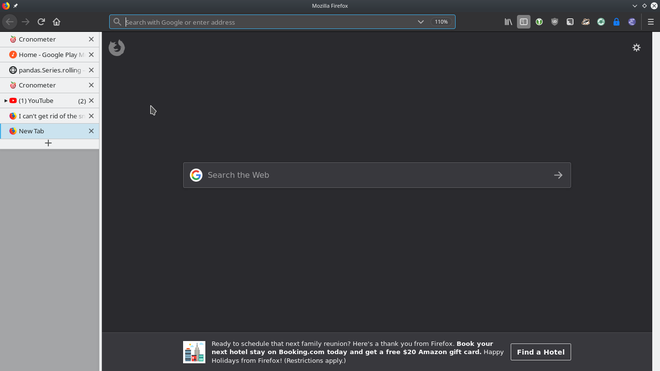 Mozilla Firefox
Search with Google or enter address
110%
Cronometer
Home - Google Play M
pandas.Series.rolling
Cronometer
(1) YouTube (2)
I can't get rid of the s
New Tab
Search the Web
Ready to schedule that next family reunion? Here's a thank you from Firefox. Book your
next hotel stay on Booking.com today and get a free $20 Amazon gift card. Happy
Holidays from Firefox! (Restrictions apply.)
Find a Hotel